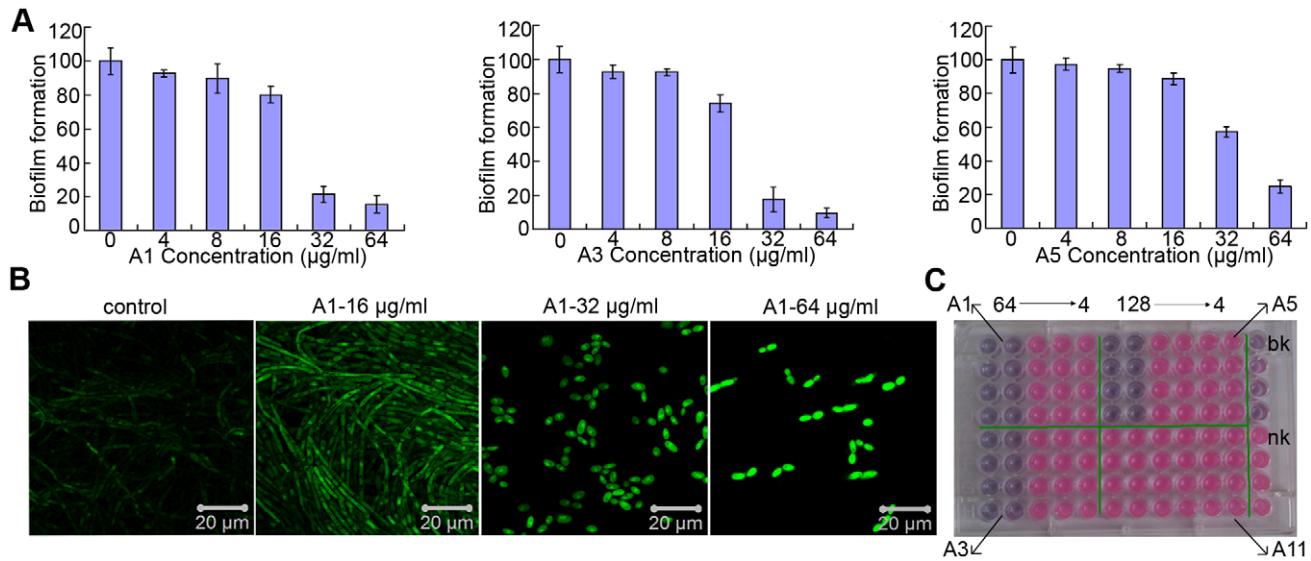 A
120
100
80
60
40
20
0
Biofilm formation
0 4 8 16 32 64
A1 Concentration (µg/ml)
120
100
80
60
40
20
0
Biofilm formation
0 4 8 16 32 64
A3 Concentration (µg/ml)
120
100
80
60
40
20
0
Biofilm formation
0 4 8 16 32 64
A5 Concentration (µg/ml)
B
control A1-16 µg/ml A1-32 µg/ml A1-64 µg/ml
20 µm 20 µm 20 µm 20 µm
C
A1 64 4 128 4 A5
bk
nk
A3 A11